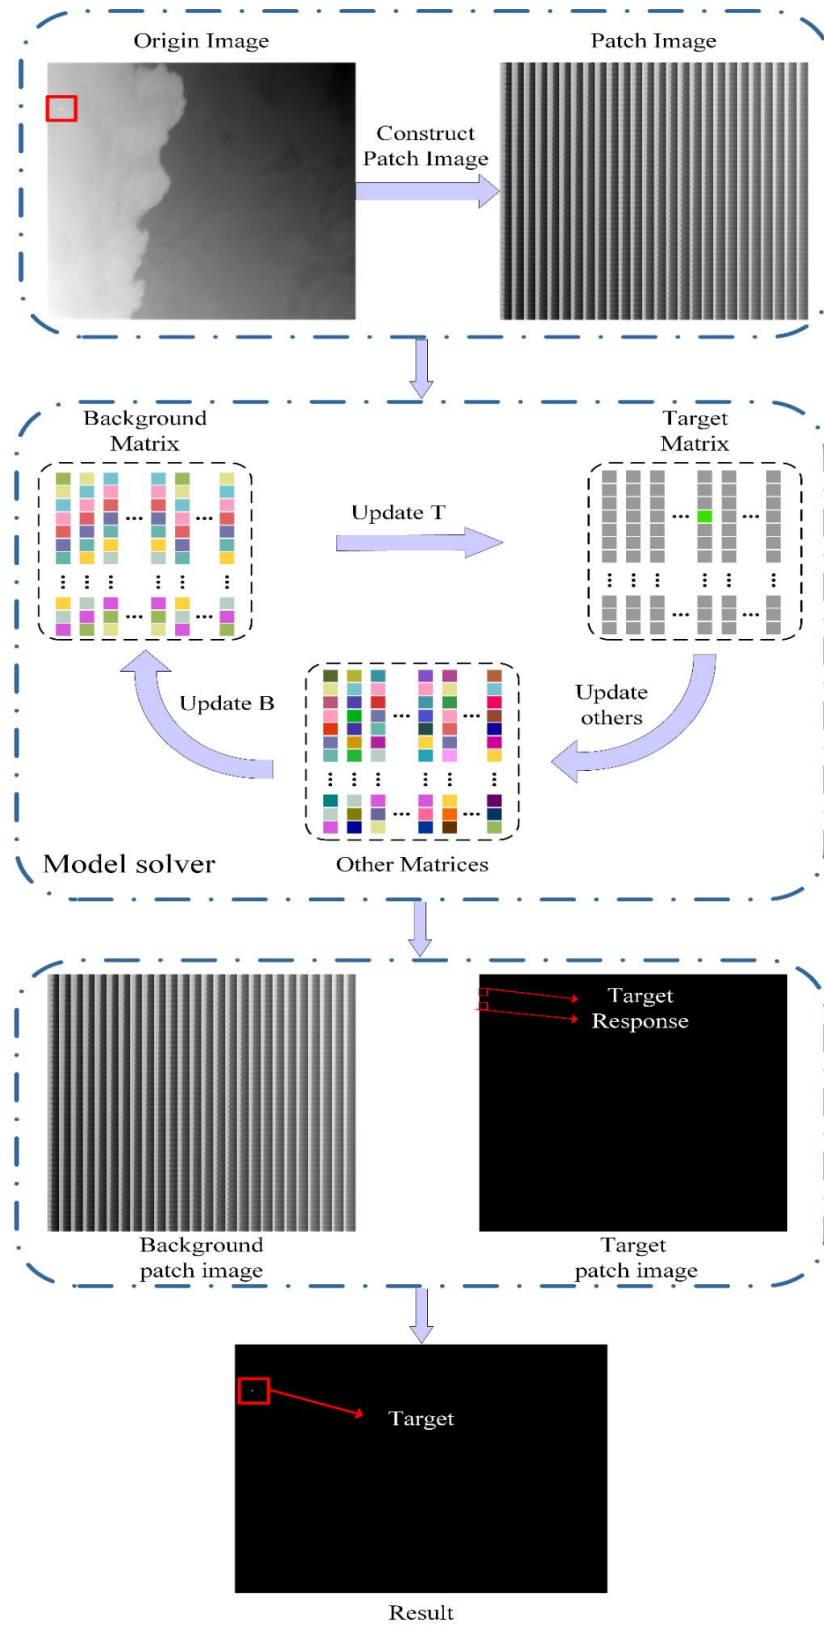 Origin Image
Patch Image
Construct
Patch Image
Background
Matrix
Target
Matrix
Update T
Update B
Update
others
Model solver
Other Matrices
Target
Response
Background
patch image
Target
patch image
Target
Result